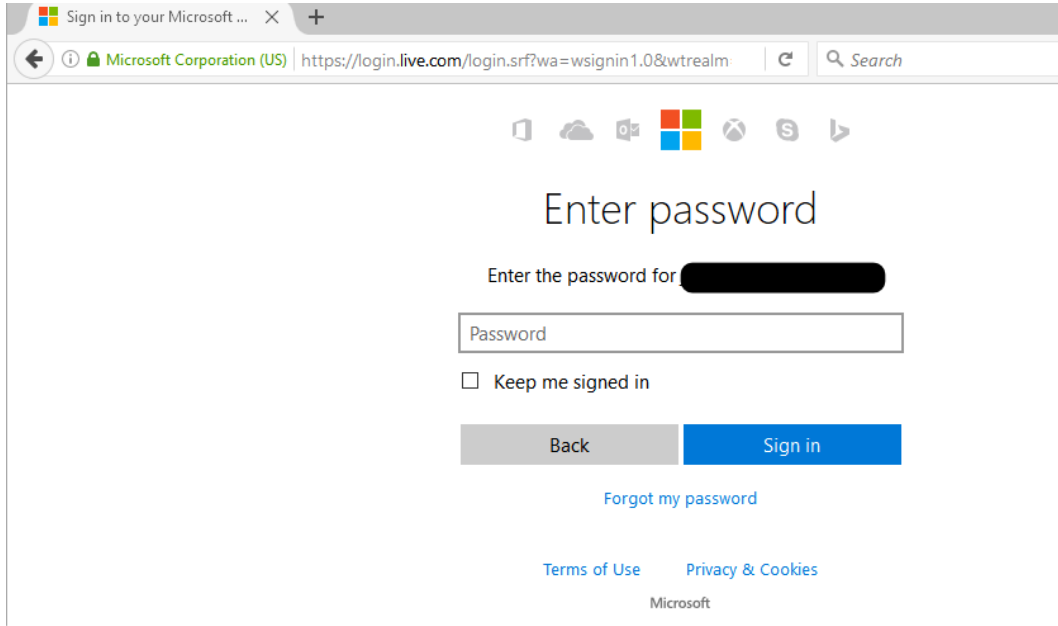 Sign in to your Microsoft ...
Microsoft Corporation (US) https://login.live.com/login.srf?wa=wsignin1.0&wtrealm Search
Enter password
Enter the password for
Password
Keep me signed in
Back Sign in
Forgot my password
Terms of Use Privacy & Cookies
Microsoft